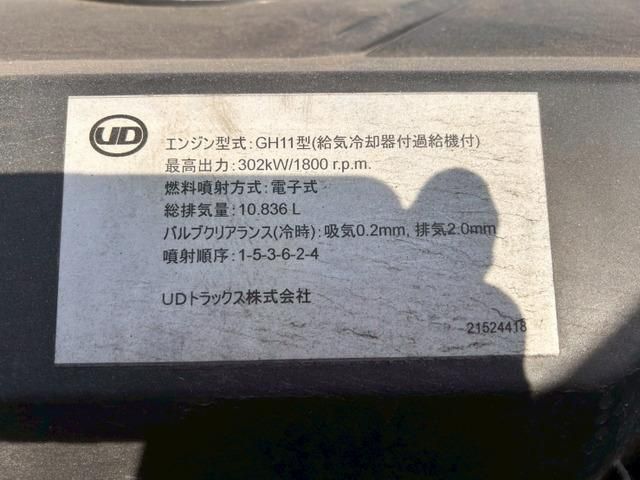 UD
エンジン型式:GH11型(給気冷却器付過給機付)
最高出力:302kW/1800 r.p.m.
燃料噴射方式:電子式
総排気量:10.836 L
バルブクリアランス(冷時):吸気0.2mm, 排気2.0mm
噴射順序:1-5-3-6-2-4
UDトラックス株式会社
21524418